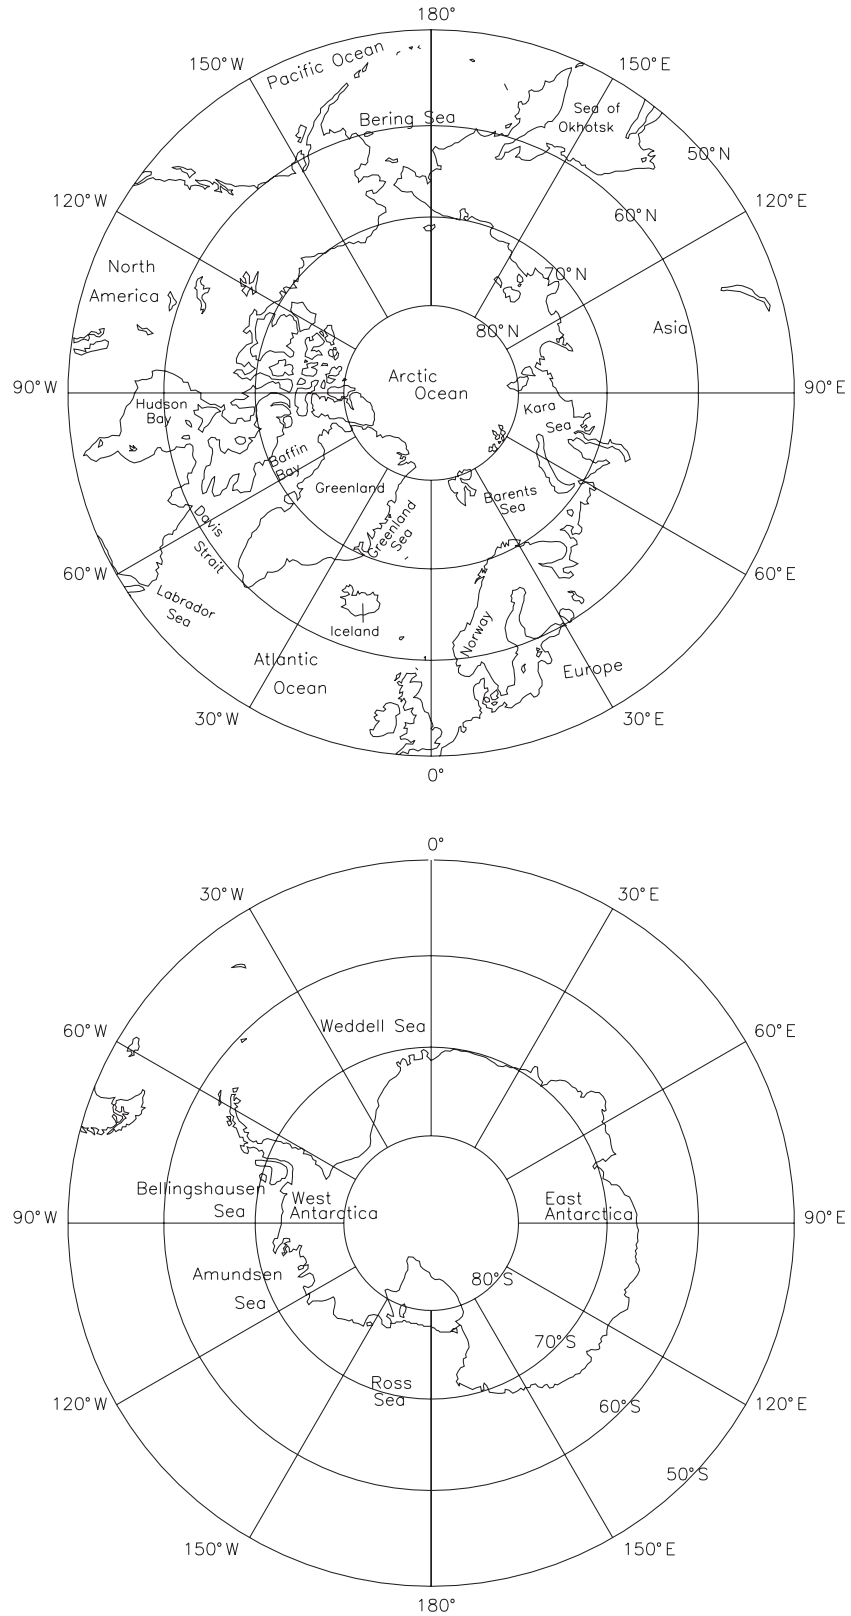 180°
150°W
150°E
Pacific Ocean
Bering Sea
Sea of
Okhotsk
50°N
120°W
120°E
60°N
North
America
70°N
80°N
Asia
90°W
90°E
Arctic
Ocean
Hudson
Bay
Kara
Sea
Baffin
Bay
Greenland
Barents
Sea
Davis
Strait
Greenland
Sea
60°W
60°E
Labrador
Sea
Iceland
Norway
Atlantic
Ocean
Europe
30°W
30°E
0°
0°
30°W
30°E
60°W
60°E
Weddell Sea
Bellingshausen
Sea
West
Antarctica
East
Antarctica
90°W
90°E
Amundsen
Sea
80°S
70°S
Ross
Sea
120°W
120°E
60°S
50°S
150°W
150°E
180°